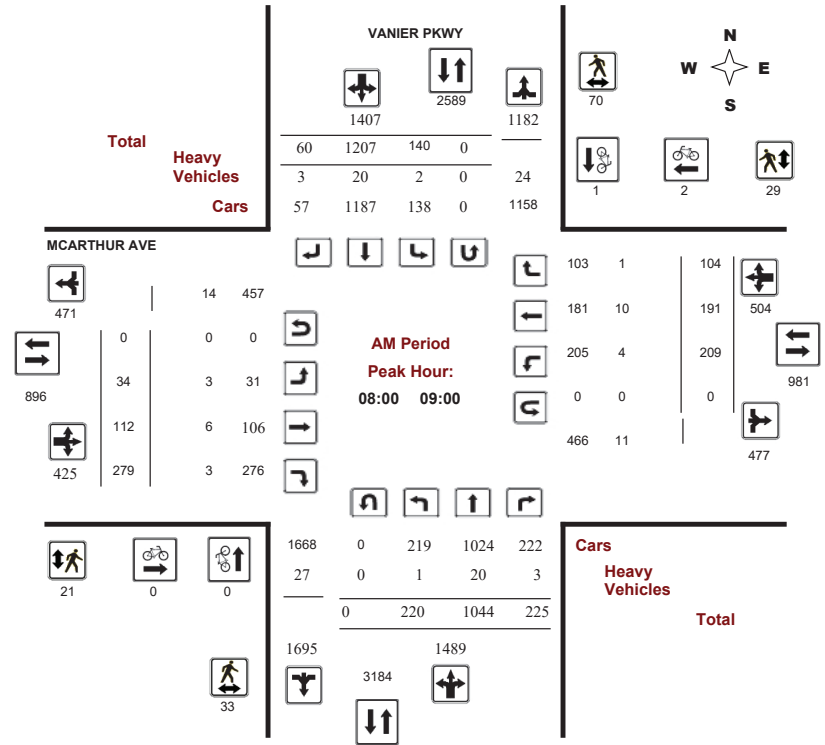 VANIER PKWY
N
W E
S
2589
70
1407 1182
Total 60 1207 140 0
Heavy
Vehicles 3 20 2 0 24
Cars 57 1187 138 0 1158
1 2 29
MCARTHUR AVE
103 1 104
471 14 457
181 10 191 504
0 0 0
AM Period
205 4 209
Peak Hour:
896 34 3 31 08:00 09:00 981
0 0 0
112 6 106
466 11 477
425 279 3 276
1668 0 219 1024 222 Cars
27 0 1 20 3 Heavy
Vehicles
21 0 0
0 220 1044 225 Total
1695 1489
3184
33